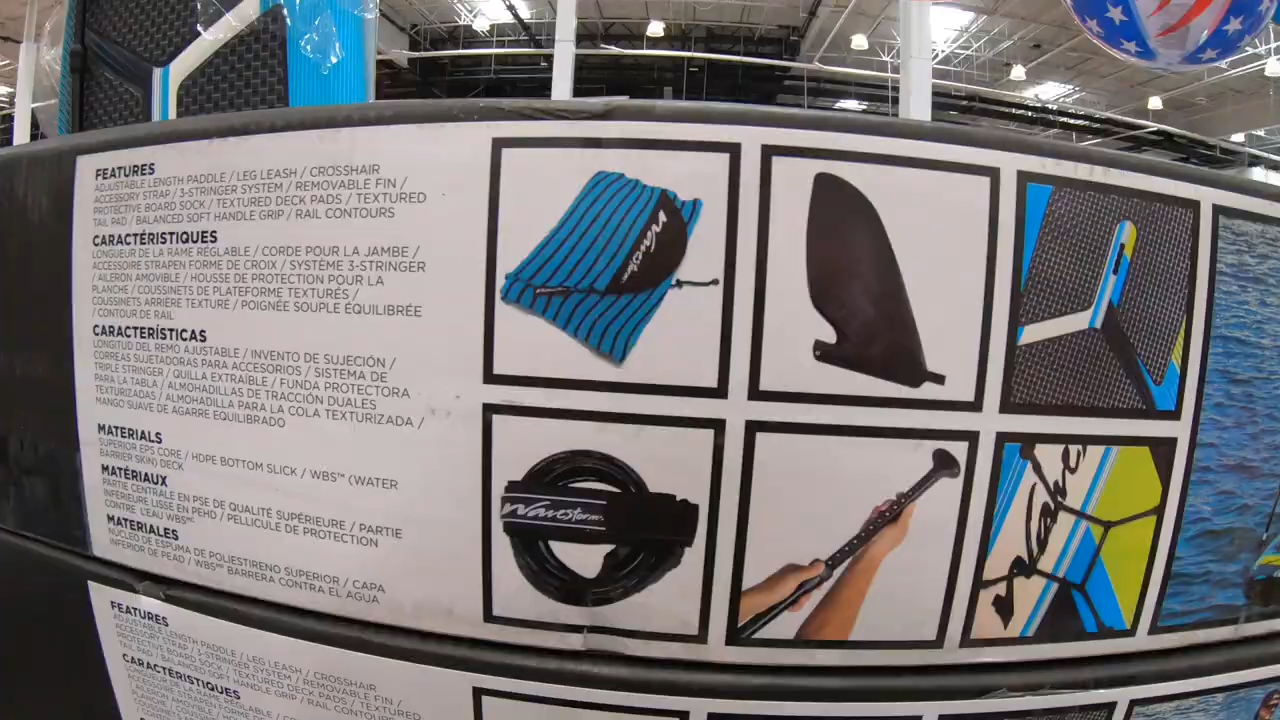 FEATURES
ADJUSTABLE LENGTH PADDLE / LEG LEASH / CROSSHAIR
ACCESSORY STRAP / 3-STRINGER SYSTEM / REMOVABLE FIN /
PROTECTIVE BOARD SOCK / TEXTURED DECK PADS / TEXTURED
TAIL PAD / BALANCED SOFT HANDLE GRIP / RAIL CONTOURS
CARACTÉRISTIQUES
LONGUEUR DE LA RAME RÉGLABLE / CORDE POUR LA JAMBE /
ACCESSOIRE STRAPEN FORME DE CROIX / SYSTÈME 3-STRINGER
/ AILERON AMOVIBLE / HOUSSE DE PROTECTION POUR LA
PLANCHE / COUSSINETS DE PLATEFORME TEXTURÉS /
COUSSINETS ARRIÈRE TEXTURÉ / POIGNÉE SOUPLE ÉQUILIBRÉE
/ CONTOUR DE RAIL
CARACTERÍSTICAS
LONGITUD DEL REMO AJUSTABLE / INVENTO DE SUJECIÓN /
CORREAS SUJETADORAS PARA ACCESORIOS / SISTEMA DE
TRIPLE STRINGER / QUILLA EXTRAÍBLE / FUNDA PROTECTORA
PARA LA TABLA / ALMOHADILLAS DE TRACCIÓN DUALES
TEXTURIZADAS / ALMOHADILLA PARA LA COLA TEXTURIZADA /
MANGO SUAVE DE AGARRE EQUILIBRADO
MATERIALS
SUPERIOR EPS CORE / HDPE BOTTOM SLICK / WBS™ (WATER
BARRIER SKIN) DECK
MATÉRIAUX
PARTIE CENTRALE EN PSE DE QUALITÉ SUPÉRIEURE / PARTIE
INFÉRIEURE LISSE EN PEHD / PELLICULE DE PROTECTION
CONTRE L'EAU WBS™
MATERIALES
NÚCLEO DE ESPUMA DE POLIESTIRENO SUPERIOR / CAPA
INFERIOR DE PEAD / WBS™ BARRERA CONTRA EL AGUA
Wavestorm
Wavestorm
FEATURES
ADJUSTABLE LENGTH PADDLE / LEG LEASH / CROSSHAIR
ACCESSORY STRAP / 3-STRINGER SYSTEM / REMOVABLE FIN /
PROTECTIVE BOARD SOCK / TEXTURED DECK PADS / TEXTURED
TAIL PAD / BALANCED SOFT HANDLE GRIP / RAIL CONTOURS
CARACTÉRISTIQUES